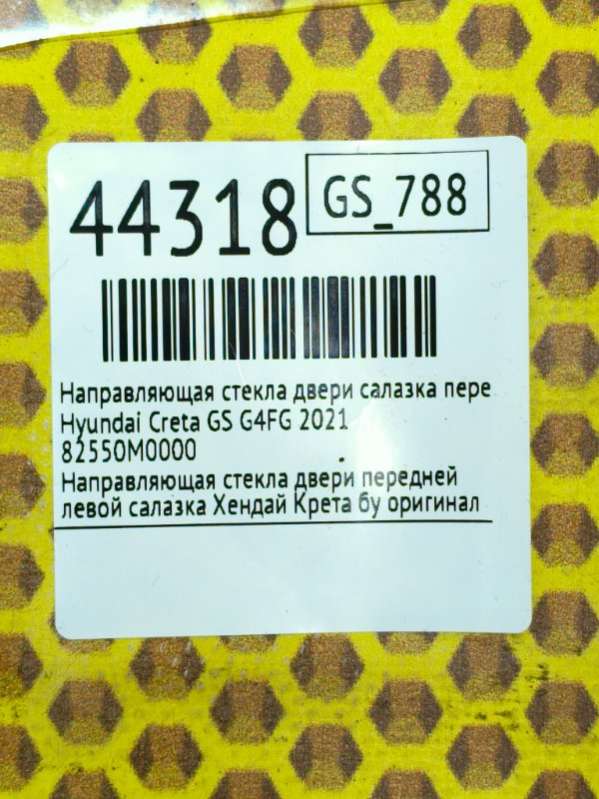 44318
GS_788
Направляющая стекла двери салазка пере
Hyundai Creta GS G4FG 2021
82550M0000
Направляющая стекла двери передней
левой салазка Хендай Крета бу оригинал